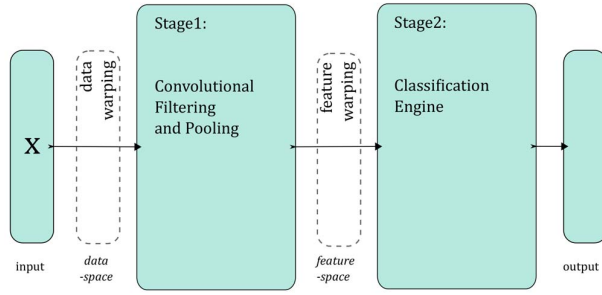 Stage1:
Convolutional
Filtering
and Pooling
Stage2:
Classification
Engine
data
warping
feature
warping
X
input
data
-space
feature
-space
output